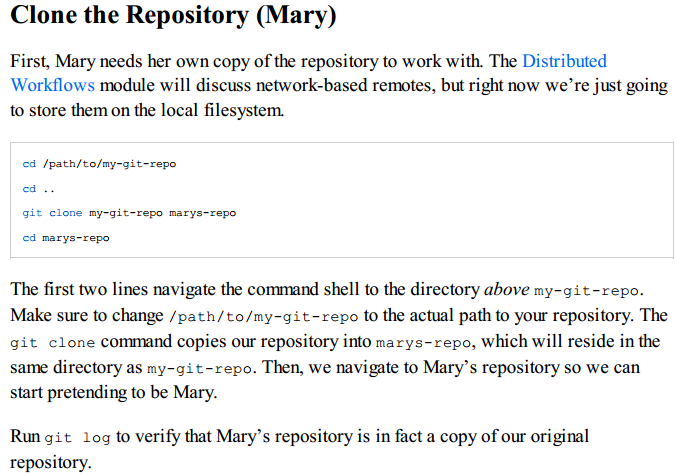 Clone the Repository (Mary)
First, Mary needs her own copy of the repository to work with. The Distributed
Workflows module will discuss network-based remotes, but right now we’re just going
to store them on the local filesystem.
cd /path/to/my-git-repo
cd ..
git clone my-git-repo marys-repo
cd marys-repo
The first two lines navigate the command shell to the directory above my-git-repo.
Make sure to change /path/to/my-git-repo to the actual path to your repository. The
git clone command copies our repository into marys-repo, which will reside in the
same directory as my-git-repo. Then, we navigate to Mary’s repository so we can
start pretending to be Mary.
Run git log to verify that Mary’s repository is in fact a copy of our original
repository.